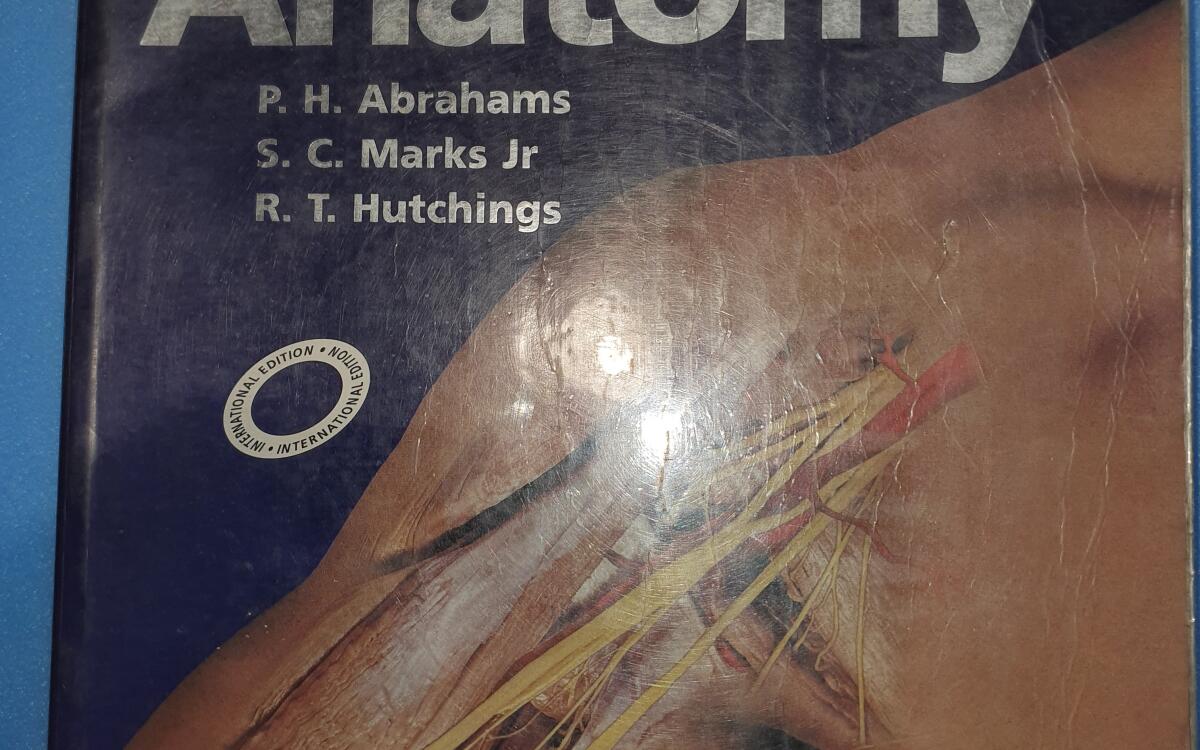 Anatomy
P. H. Abrahams
S. C. Marks Jr
R. T. Hutchings
INTERNATIONAL EDITION • INTERNATIONAL EDITION •